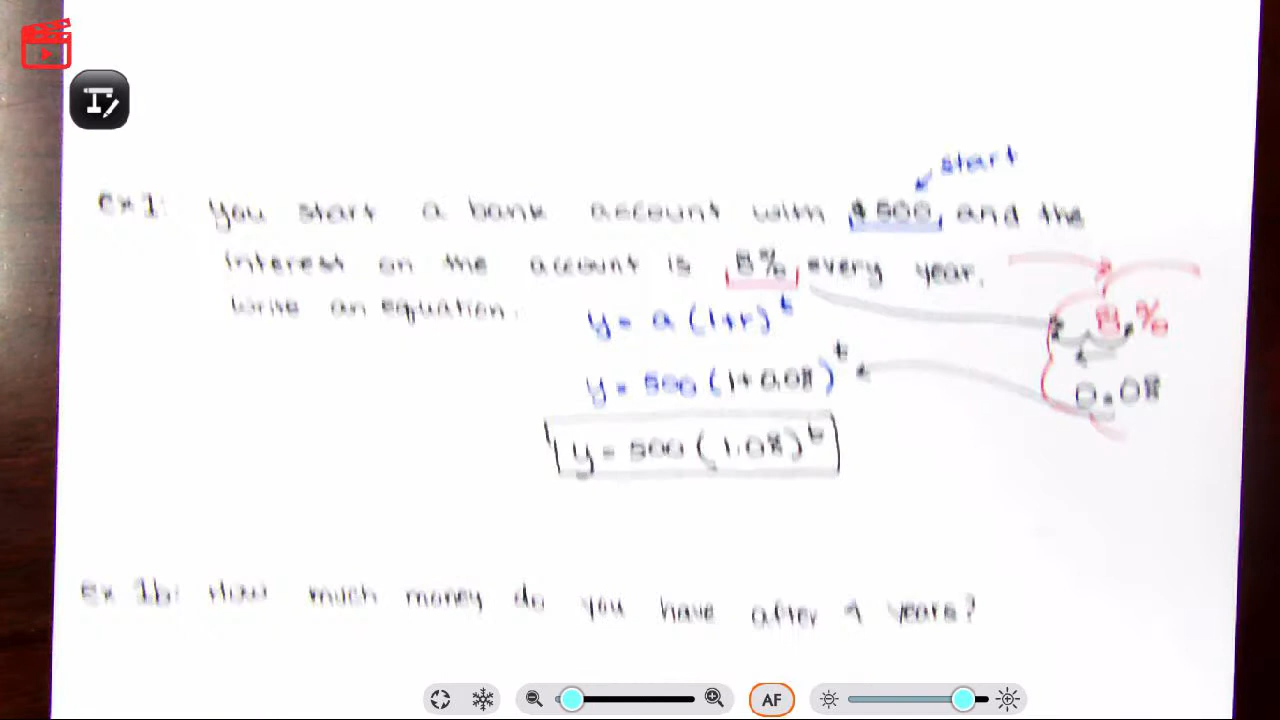 start
ex 1: You start a bank account with $500, and the
interest on the account is 8% every year.
Write an equation.
y = a (1+r)^t
8.%
y = 500 (1+0.08)^t
0.08
y = 500 (1.08)^t
Ex 1b: How much money do you have after years?
AF